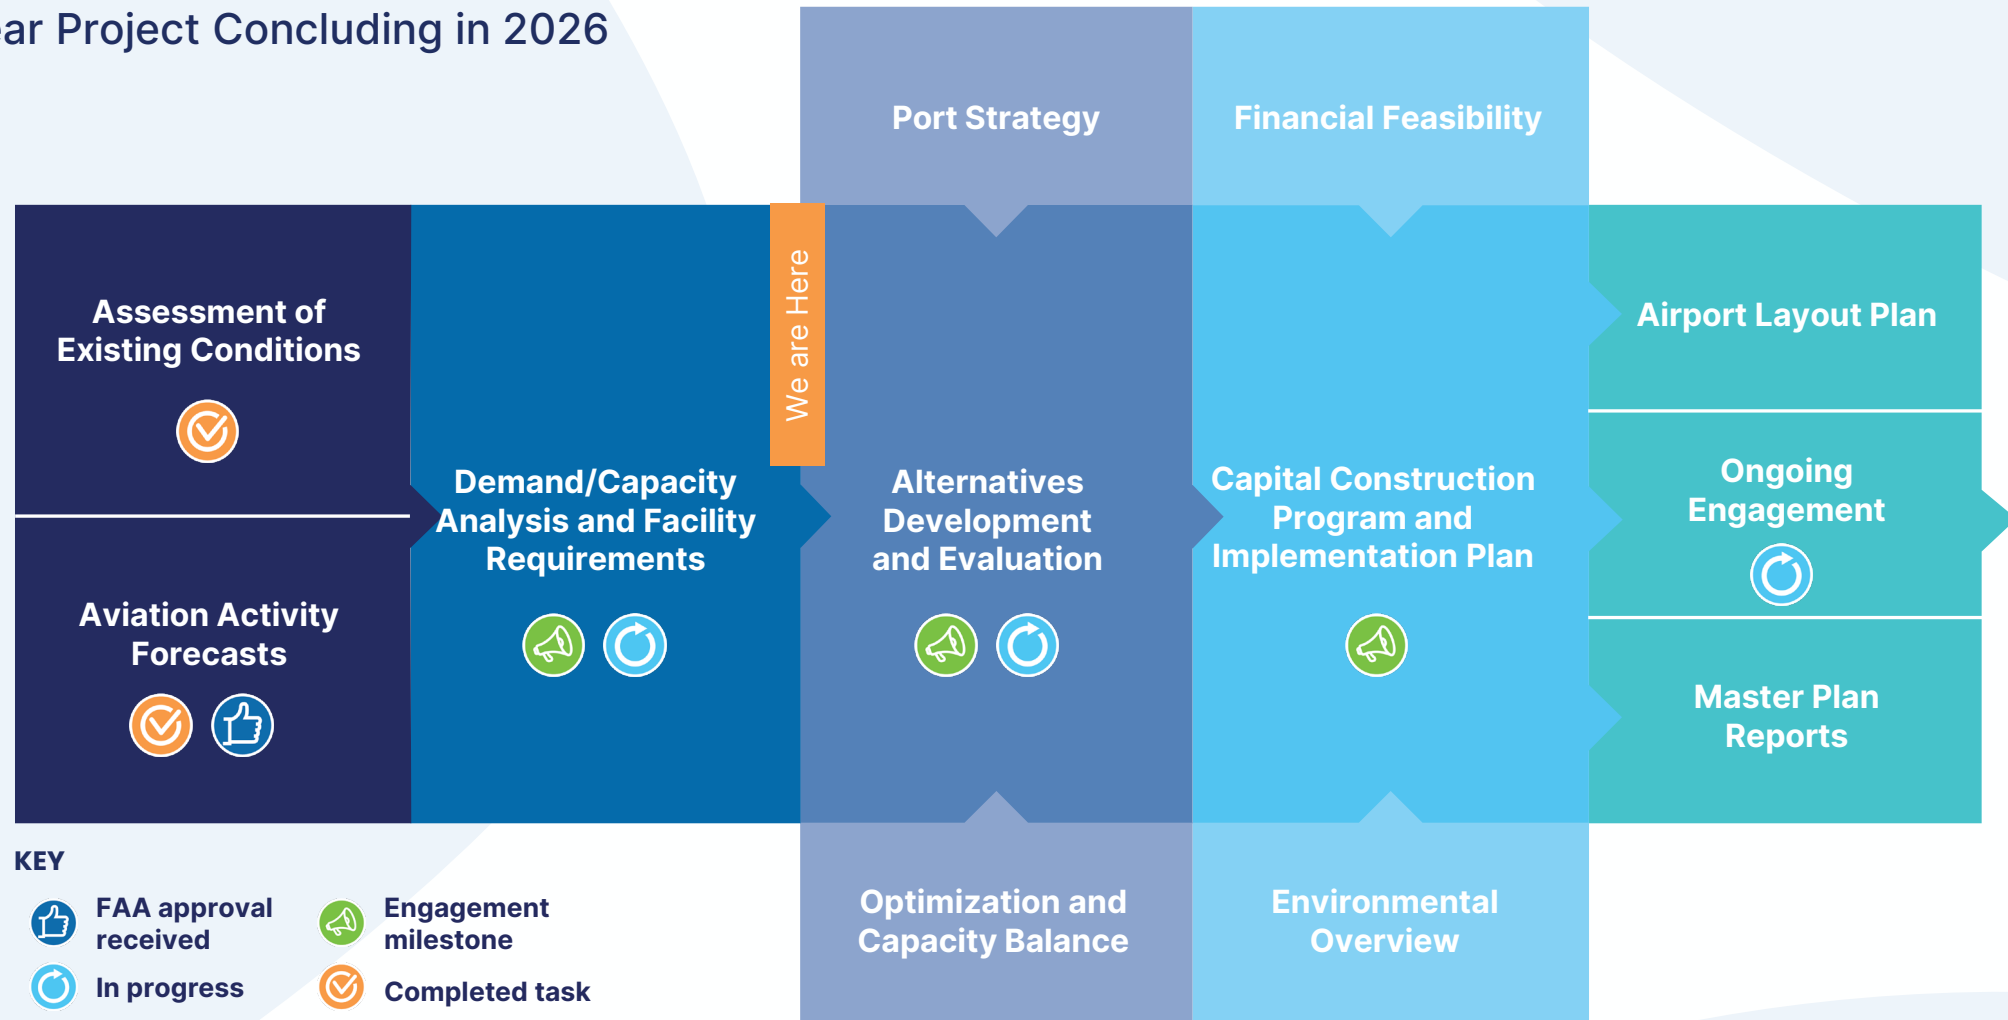 Project Concluding in 2026
Port Strategy
Financial Feasibility
Assessment of
Existing Conditions
Aviation Activity
Forecasts
Demand/Capacity
Analysis and Facility
Requirements
We are Here
Alternatives
Development
and Evaluation
Capital Construction
Program and
Implementation Plan
Airport Layout Plan
Ongoing
Engagement
Master Plan
Reports
Optimization and
Capacity Balance
Environmental
Overview
KEY
FAA approval
received
In progress
Engagement
milestone
Completed task